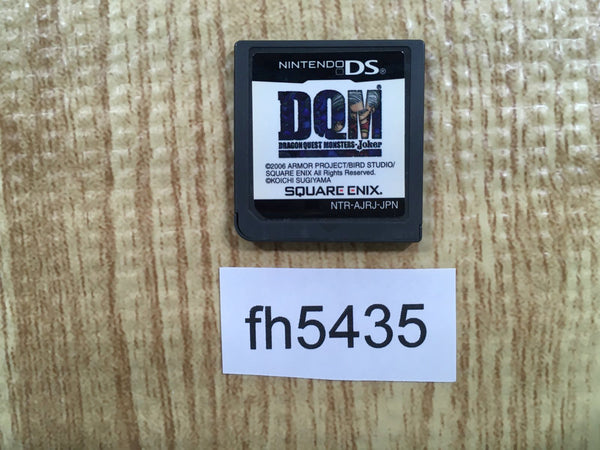 NINTENDO DS
DQM
DRAGON QUEST MONSTERS-Joker
©2006 ARMOR PROJECT/BIRD STUDIO/
SQUARE ENIX All Rights Reserved.
©KOICHI SUGIYAMA
SQUARE ENIX.
NTR-AJRJ-JPN
fh5435